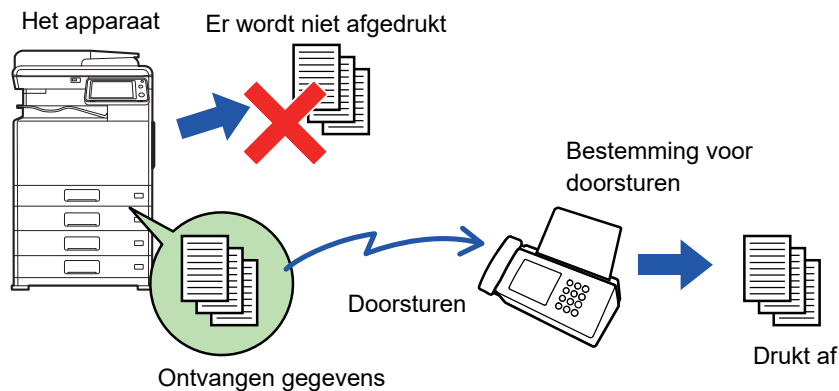 Het apparaat
Er wordt niet afgedrukt
Bestemming voor
doorsturen
Doorsturen
Drukt af
Ontvangen gegevens